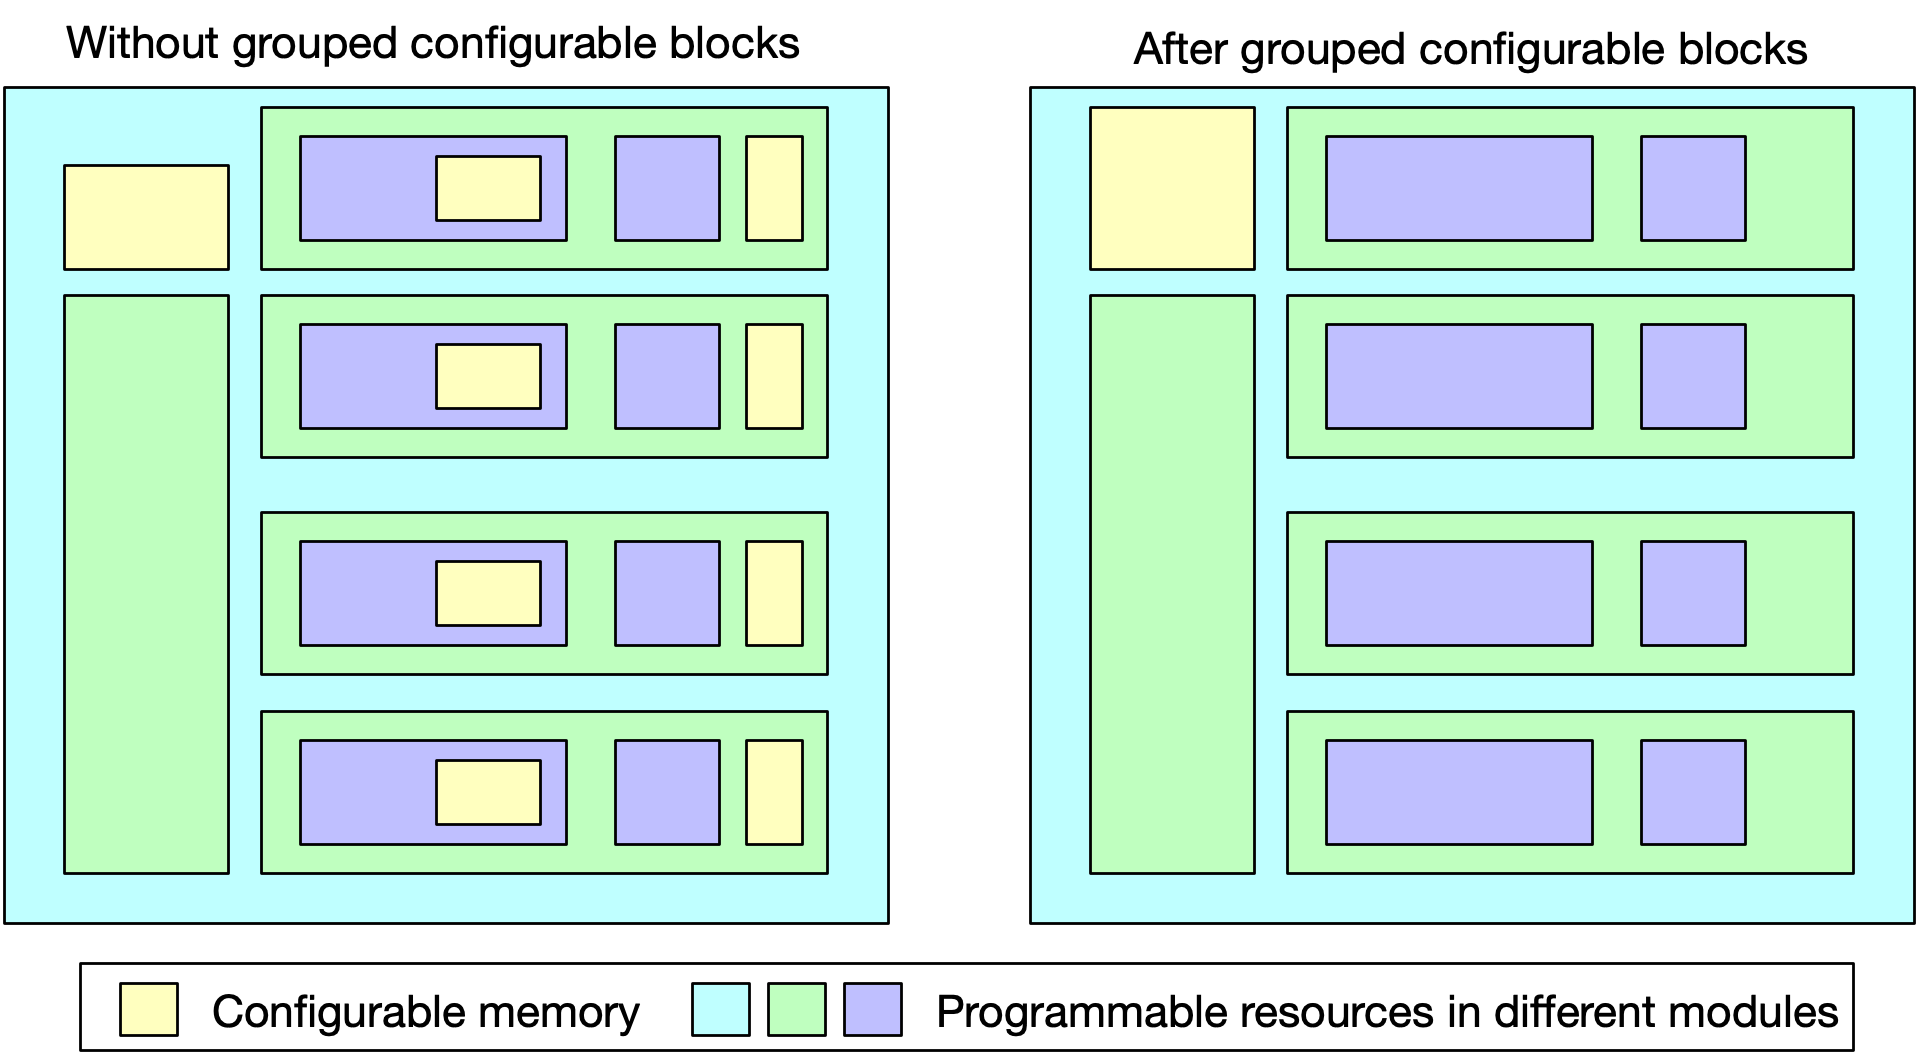 Without grouped configurable blocks
After grouped configurable blocks
Configurable memory
Programmable resources in different modules